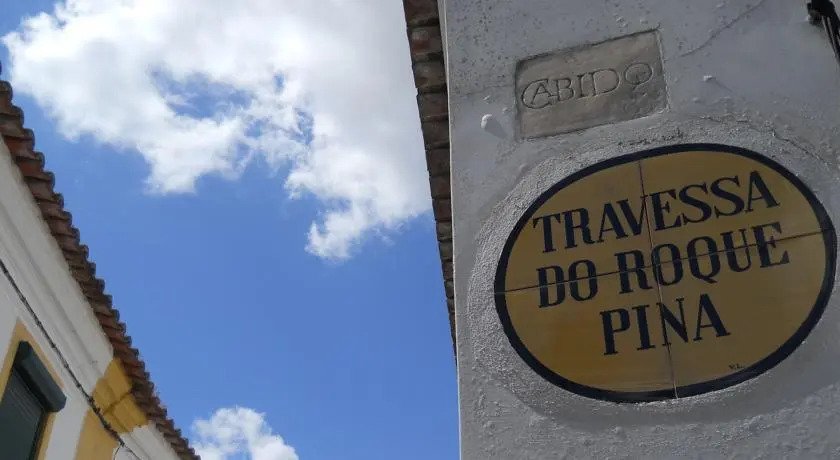 CABIDO
TRAVESSA
DO ROQUE
PINA
V.L.